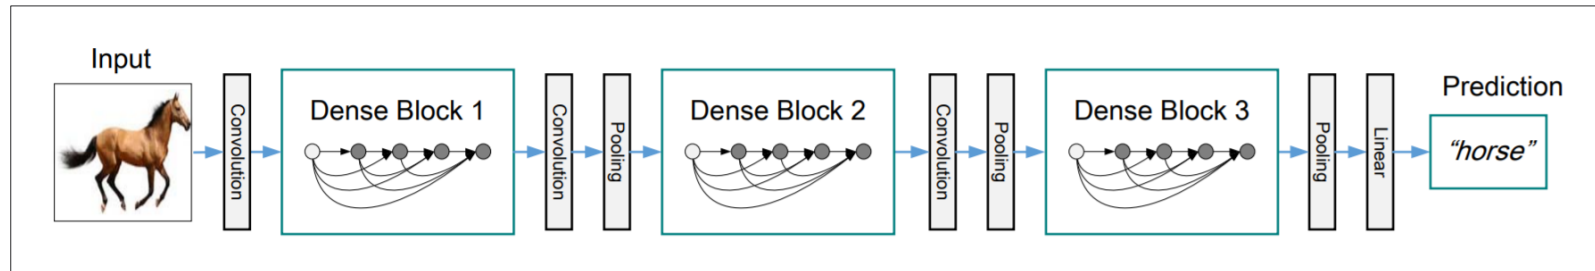 Input
Convolution
Dense Block 1
Convolution
Pooling
Dense Block 2
Convolution
Pooling
Dense Block 3
Pooling
Linear
Prediction
“horse”